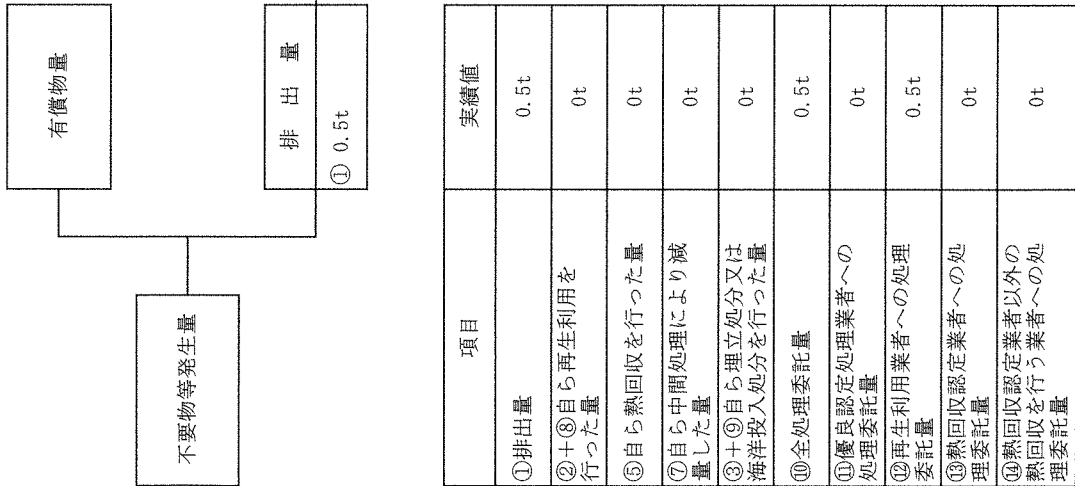 不要物等発生量
有償物量
排出量
① 0.5t
項目
実績値
①排出量
0.5t
②+⑧自ら再生利用を
行った量
0t
⑤自ら熱回収を行った量
0t
⑦自ら中間処理により減
量した量
0t
③+⑨自ら埋立処分又は
海洋投入処分を行った量
0t
⑩全処理委託量
0.5t
⑪優良認定処理業者への
処理委託量
0t
⑫再生利用業者への処理
委託量
0.5t
⑬熱回収認定業者への処
理委託量
0t
⑭熱回収認定業者以外の
熱回収を行う業者への処
理委託量
0t